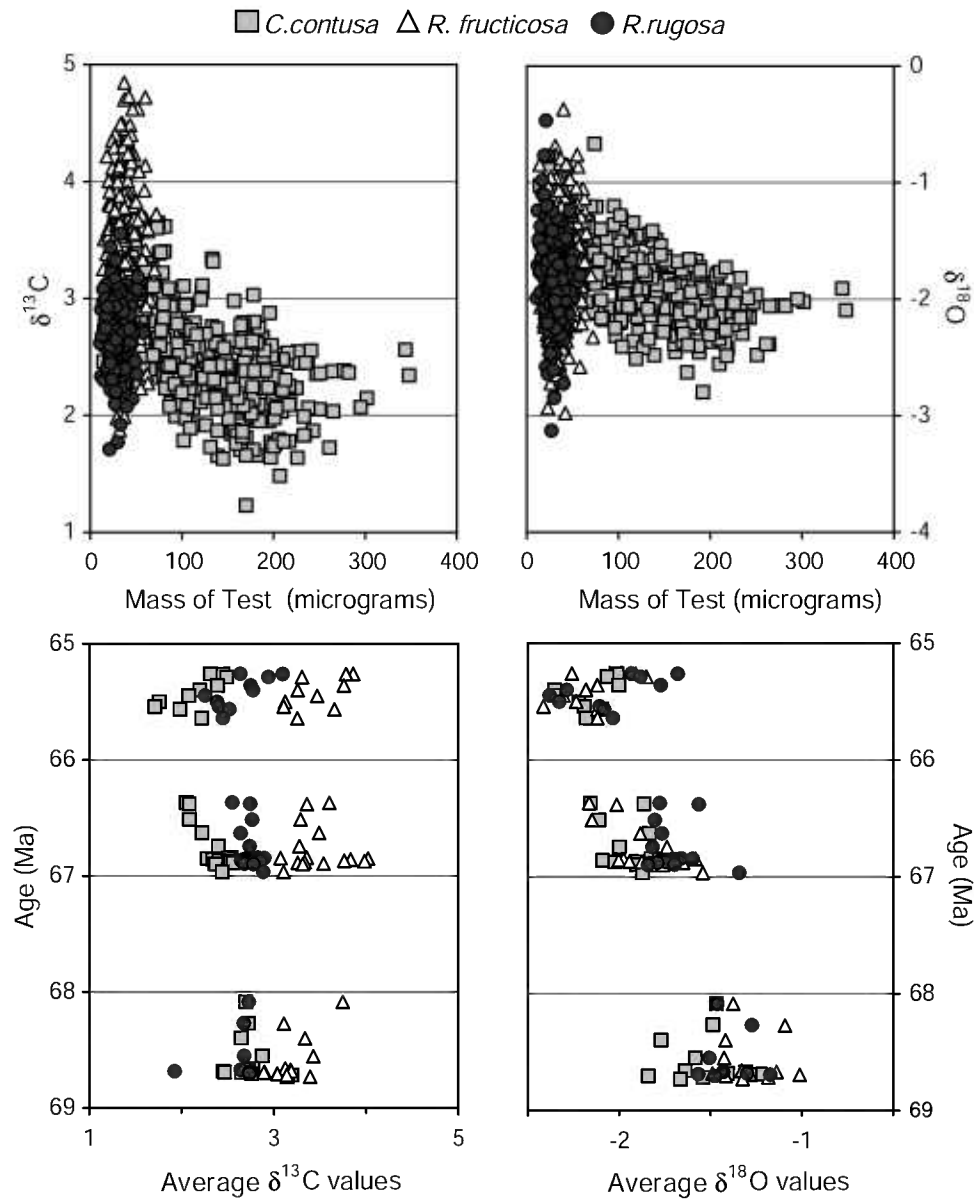 C.contusa R. fructicosa R.rugosa
5
4
3
2
1
δ13C
0 100 200 300 400
Mass of Test (micrograms)
0
-1
-2
-3
-4
δ18O
0 100 200 300 400
Mass of Test (micrograms)
65
66
67
68
69
Age (Ma)
1 3 5
Average δ13C values
65
66
67
68
69
Age (Ma)
-2 -1
Average δ18O values